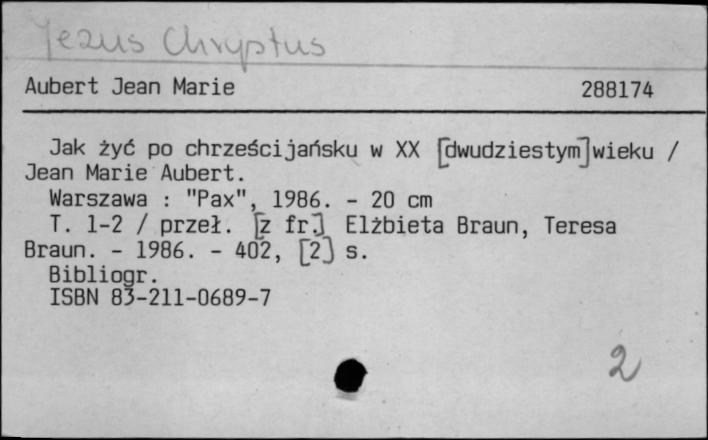 Jezus Chrystus
Aubert Jean Marie 288174
Jak żyć po chrześcijańsku w XX [dwudziestym]wieku /
Jean Marie Aubert.
Warszawa : "Pax", 1986. - 20 cm
T. 1-2 / przeł. [z fr.] Elżbieta Braun, Teresa
Braun. - 1986. - 402, [2] s.
Bibliogr.
ISBN 83-211-0689-7
2